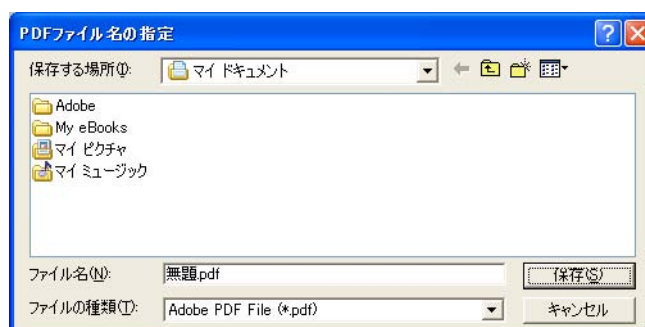 PDFファイル名の指定
保存する場所(I):
マイ ドキュメント
Adobe
My eBooks
マイ ピクチャ
マイ ミュージック
ファイル名(N):
無題.pdf
保存(S)
ファイルの種類(T):
Adobe PDF File (*.pdf)
キャンセル